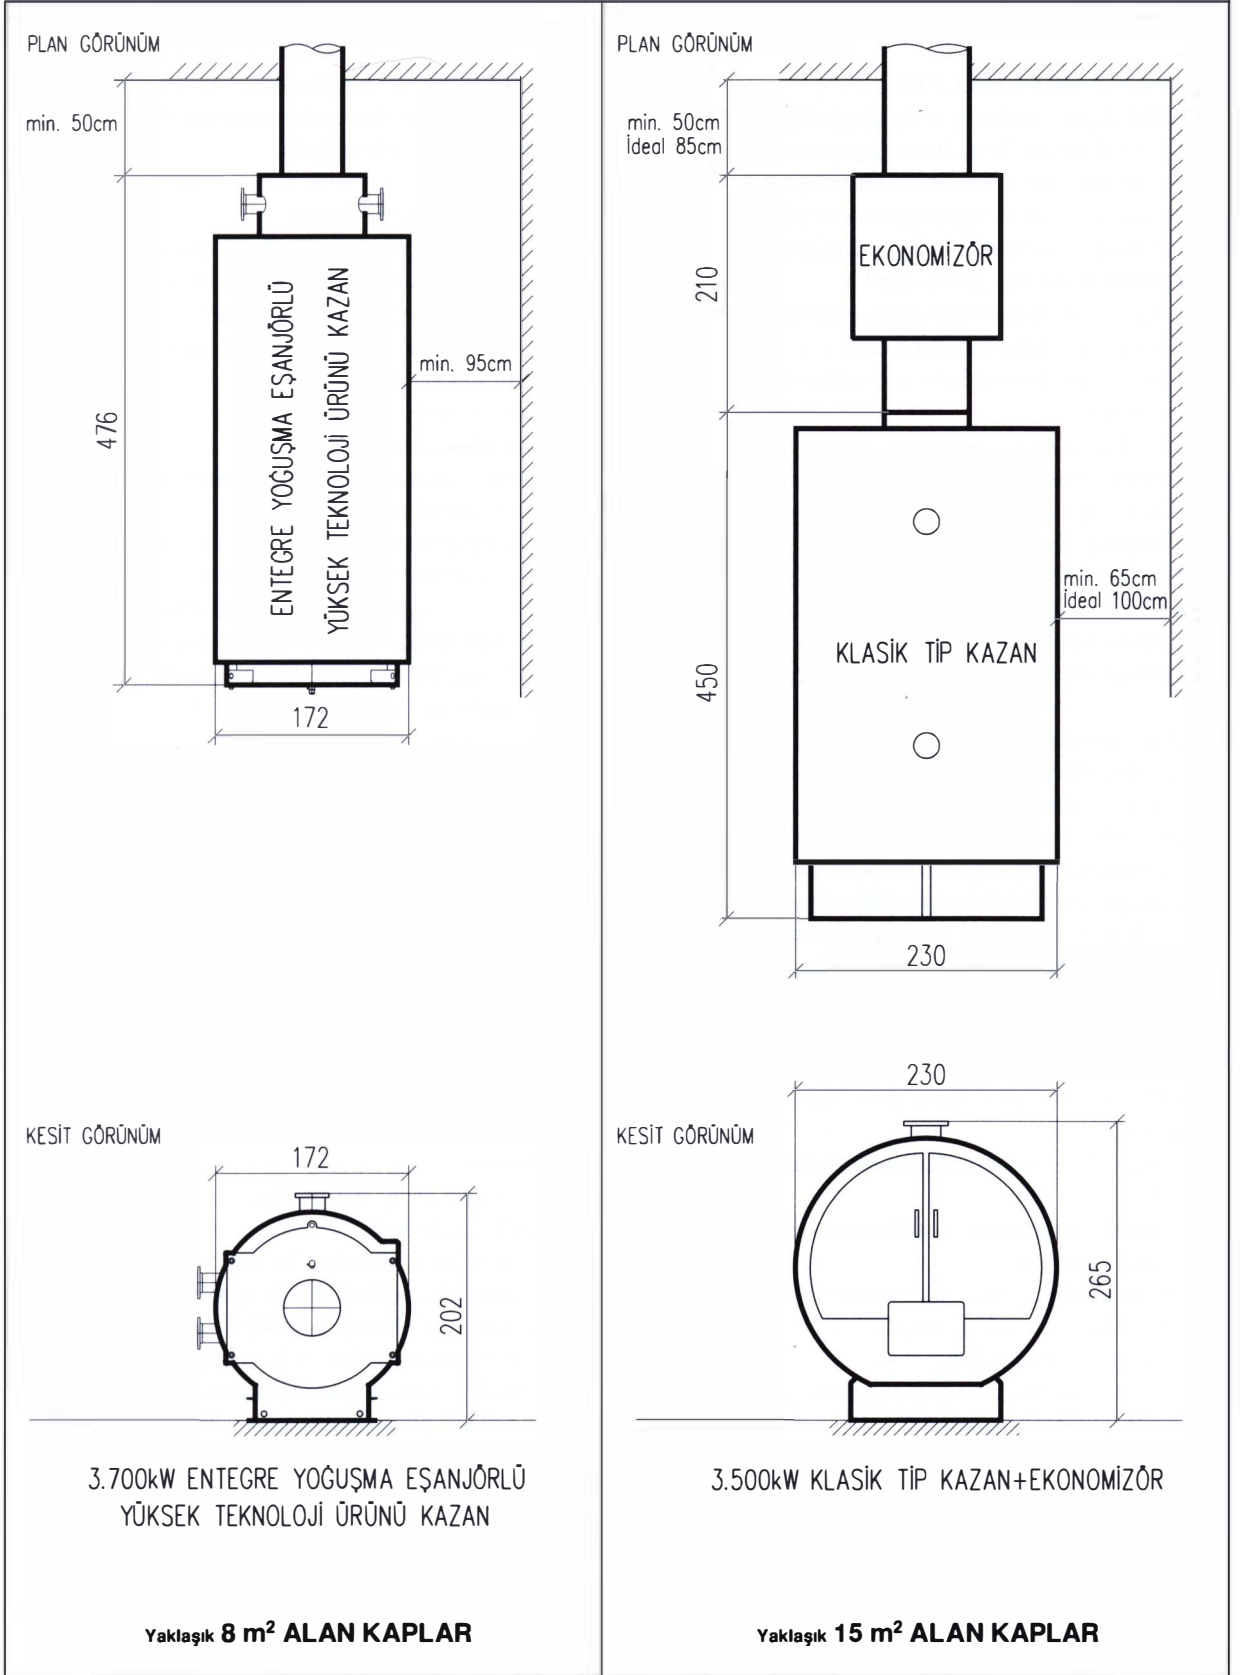 PLAN GÖRÜNÜM
min. 50cm
476
ENTEGRE YOĞUŞMA EŞANJÖRLÜ
YÜKSEK TEKNOLOJİ ÜRÜNÜ KAZAN
min. 95cm
172
KESİT GÖRÜNÜM
172
202
3.700kW ENTEGRE YOĞUŞMA EŞANJÖRLÜ
YÜKSEK TEKNOLOJİ ÜRÜNÜ KAZAN
Yaklaşık 8 m² ALAN KAPLAR
PLAN GÖRÜNÜM
min. 50cm
İdeal 85cm
210
EKONOMİZÖR
min. 65cm
İdeal 100cm
KLASİK TİP KAZAN
450
230
230
KESİT GÖRÜNÜM
265
3.500kW KLASİK TİP KAZAN+EKONOMİZÖR
Yaklaşık 15 m² ALAN KAPLAR